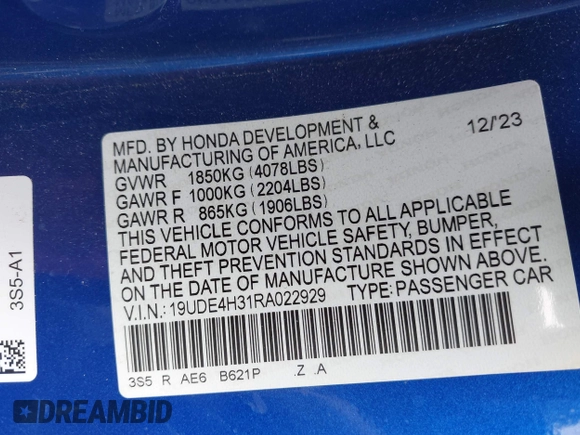 MFD. BY HONDA DEVELOPMENT & 12/'23
MANUFACTURING OF AMERICA, LLC
GVWR 1850KG (4078LBS)
GAWR F 1000KG (2204LBS)
GAWR R 865KG (1906LBS)
THIS VEHICLE CONFORMS TO ALL APPLICABLE
FEDERAL MOTOR VEHICLE SAFETY, BUMPER,
AND THEFT PREVENTION STANDARDS IN EFFECT
ON THE DATE OF MANUFACTURE SHOWN ABOVE.
V.I.N.: 19UDE4H31RA022929 TYPE: PASSENGER CAR
3S5 R AE6 B621P .Z .A
3S5-A1
DREAMBID